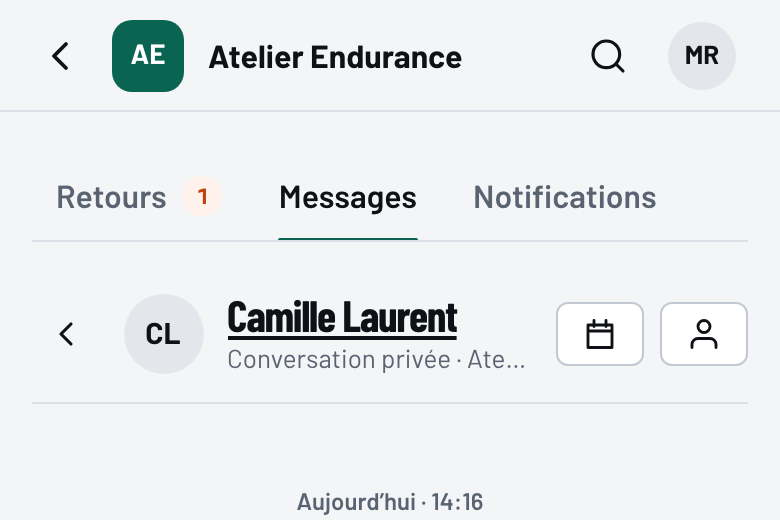 AE Atelier Endurance MR
Retours 1 Messages Notifications
CL Camille Laurent
Conversation privée · Ate...
Aujourd’hui · 14:16